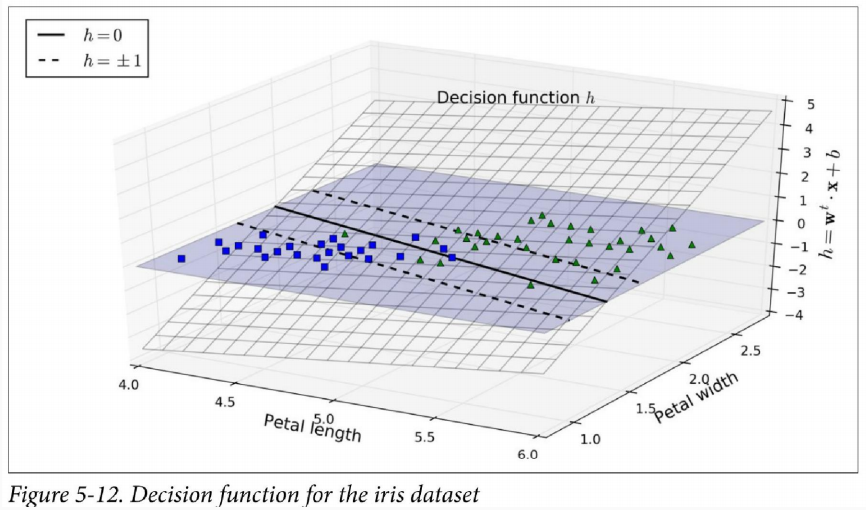 h = 0
h = ±1
Decision function h
5
4
3
2
1
0
−1
−2
−3
−4
h = wᵗ · x + b
4.0
4.5
5.0
5.5
6.0
Petal length
1.0
1.5
2.0
2.5
Petal width
Figure 5-12. Decision function for the iris dataset